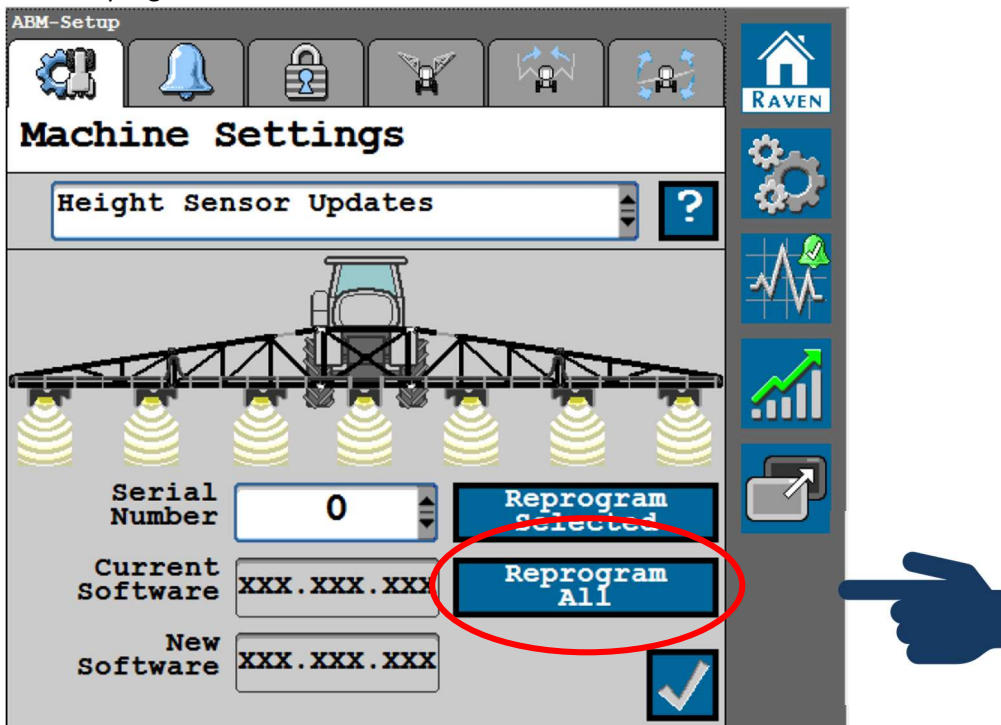 ABM-Setup
RAVEN
Machine Settings
Height Sensor Updates
?
Serial
Number
0
Reprogram
Selected
Current
Software
xxx.xxx.xxx
Reprogram
All
New
Software
xxx.xxx.xxx